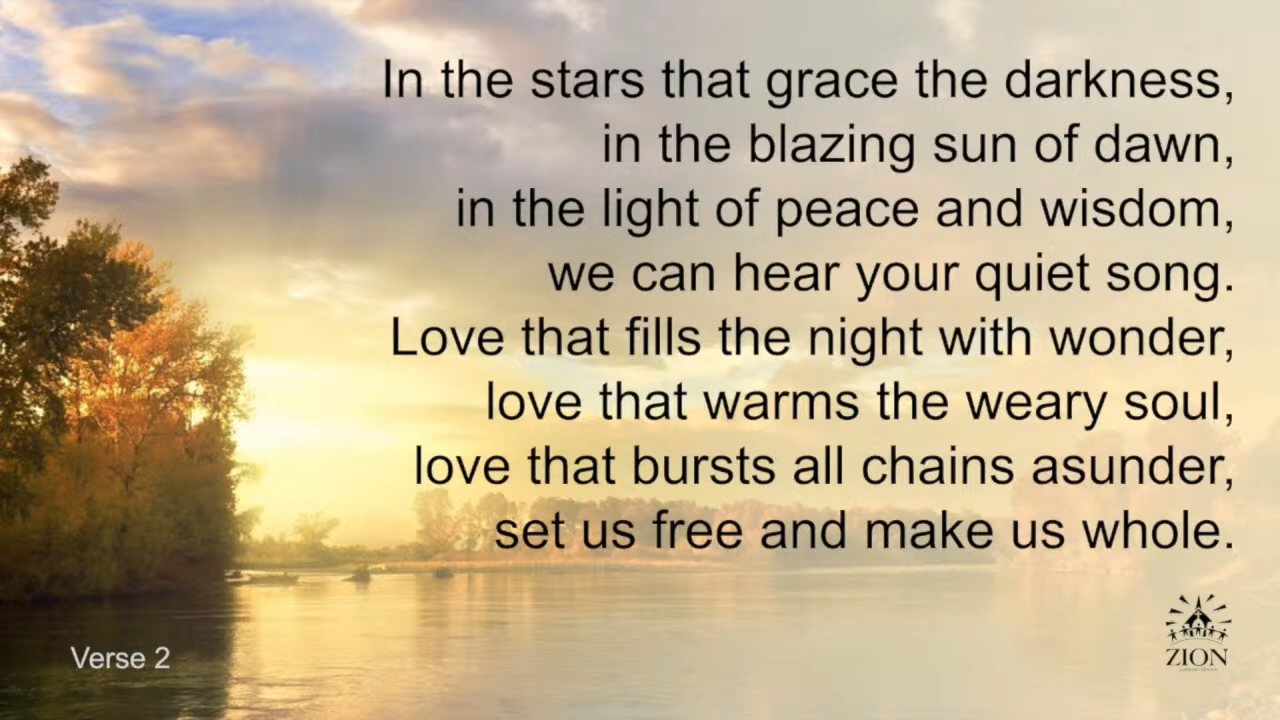 In the stars that grace the darkness,
in the blazing sun of dawn,
in the light of peace and wisdom,
we can hear your quiet song.
Love that fills the night with wonder,
love that warms the weary soul,
love that bursts all chains asunder,
set us free and make us whole.
Verse 2
ZION